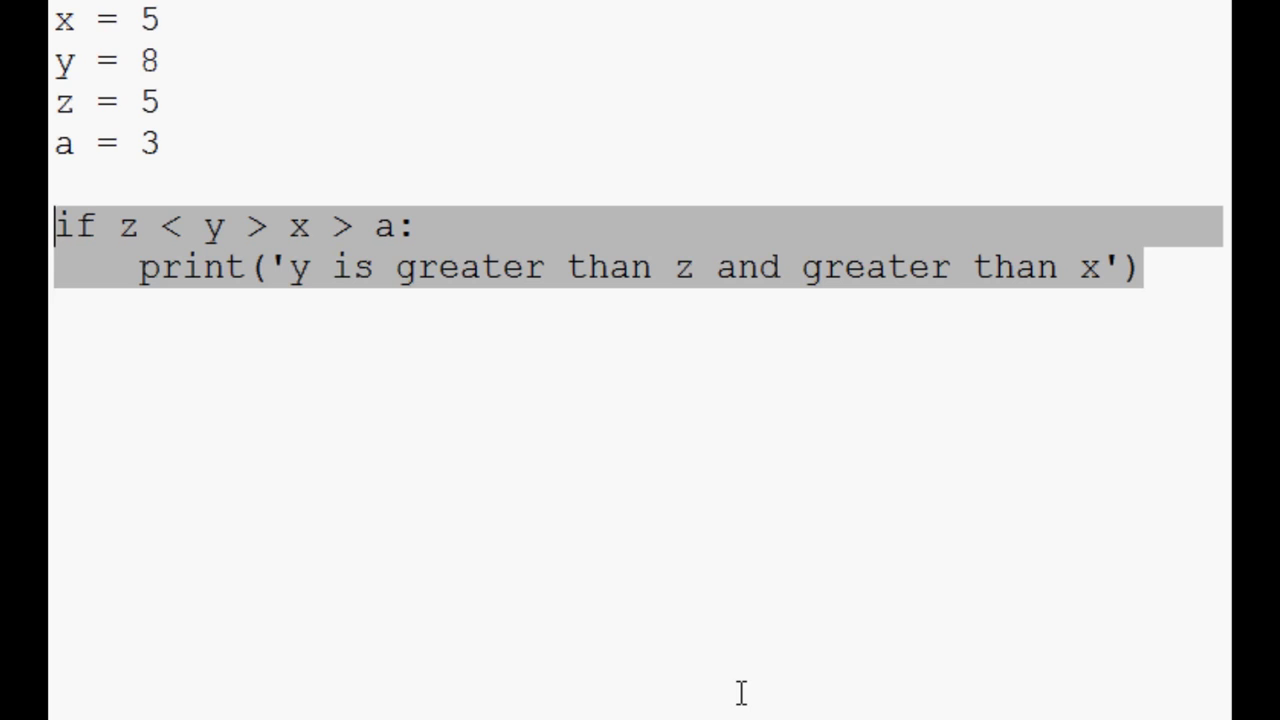 x = 5
y = 8
z = 5
a = 3
if z < y > x > a:
    print('y is greater than z and greater than x')